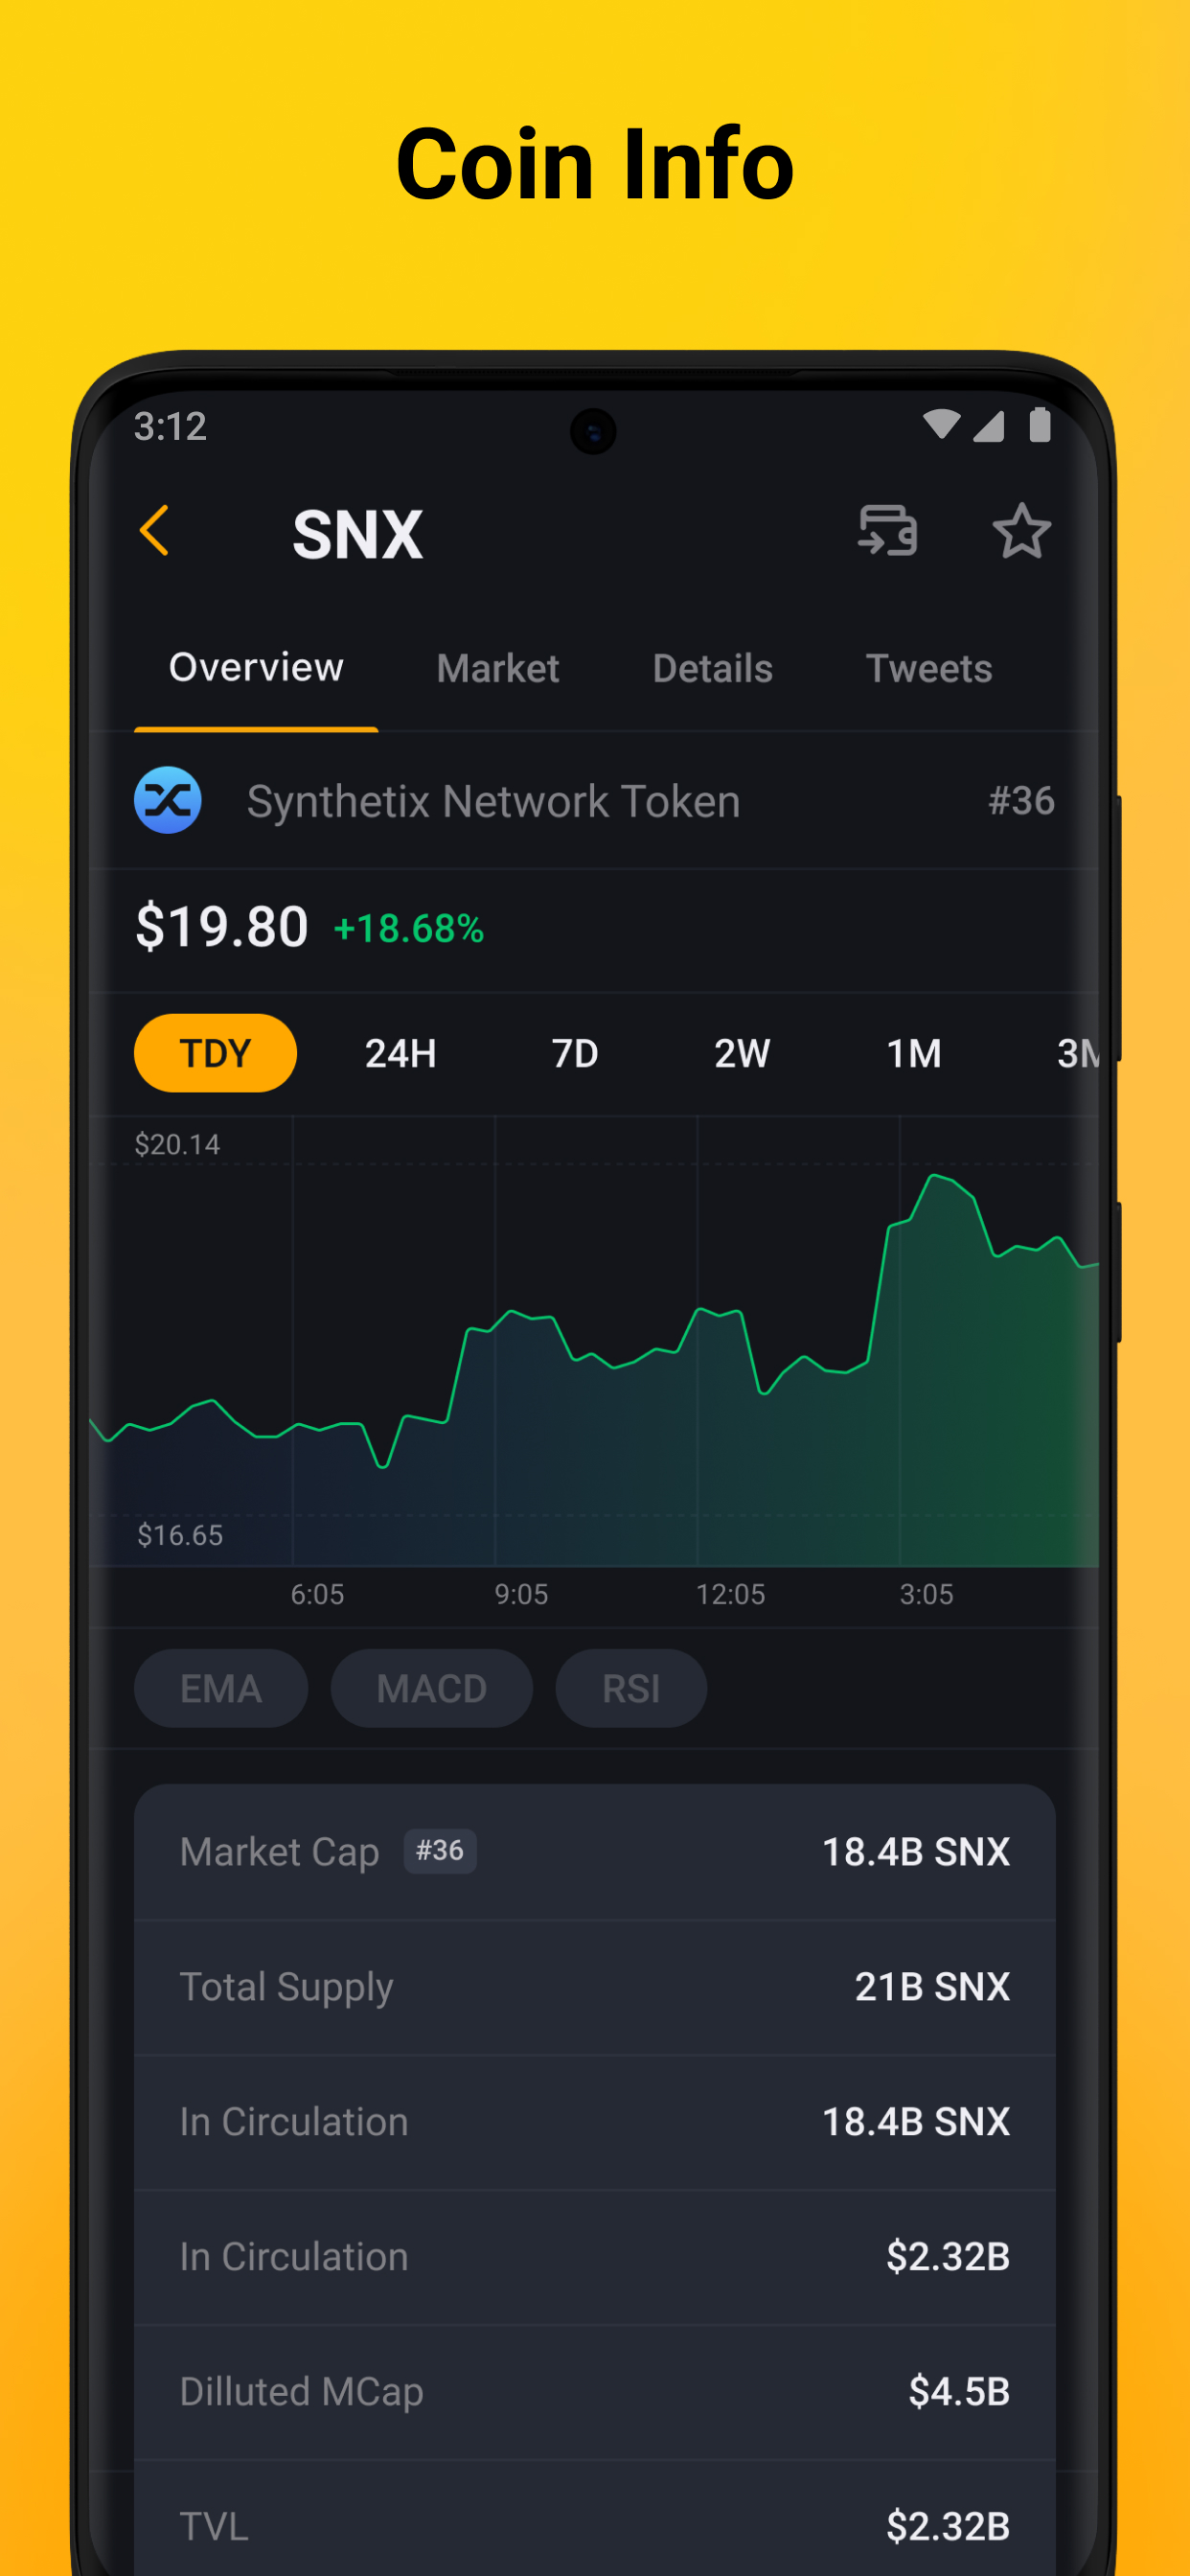 Coin Info
3:12
SNX
Overview Market Details Tweets
Synthetix Network Token #36
$19.80 +18.68%
TDY 24H 7D 2W 1M 3M
$20.14
$16.65
6:05 9:05 12:05 3:05
EMA MACD RSI
Market Cap #36 18.4B SNX
Total Supply 21B SNX
In Circulation 18.4B SNX
In Circulation $2.32B
Dilluted MCap $4.5B
TVL $2.32B